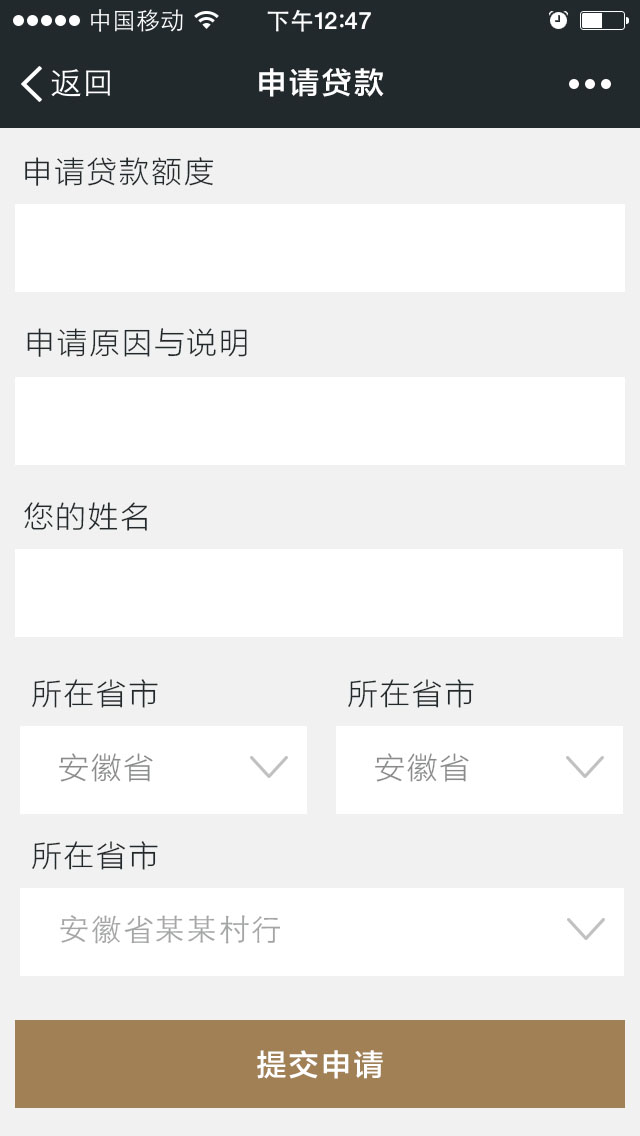 中国移动 下午12:47
返回 申请贷款
申请贷款额度
申请原因与说明
您的姓名
所在省市 所在省市
安徽省 安徽省
所在省市
安徽省某某村行
提交申请